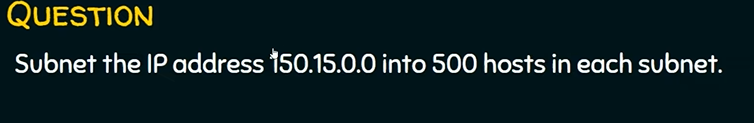 QUESTION
Subnet the IP address 150.15.0.0 into 500 hosts in each subnet.